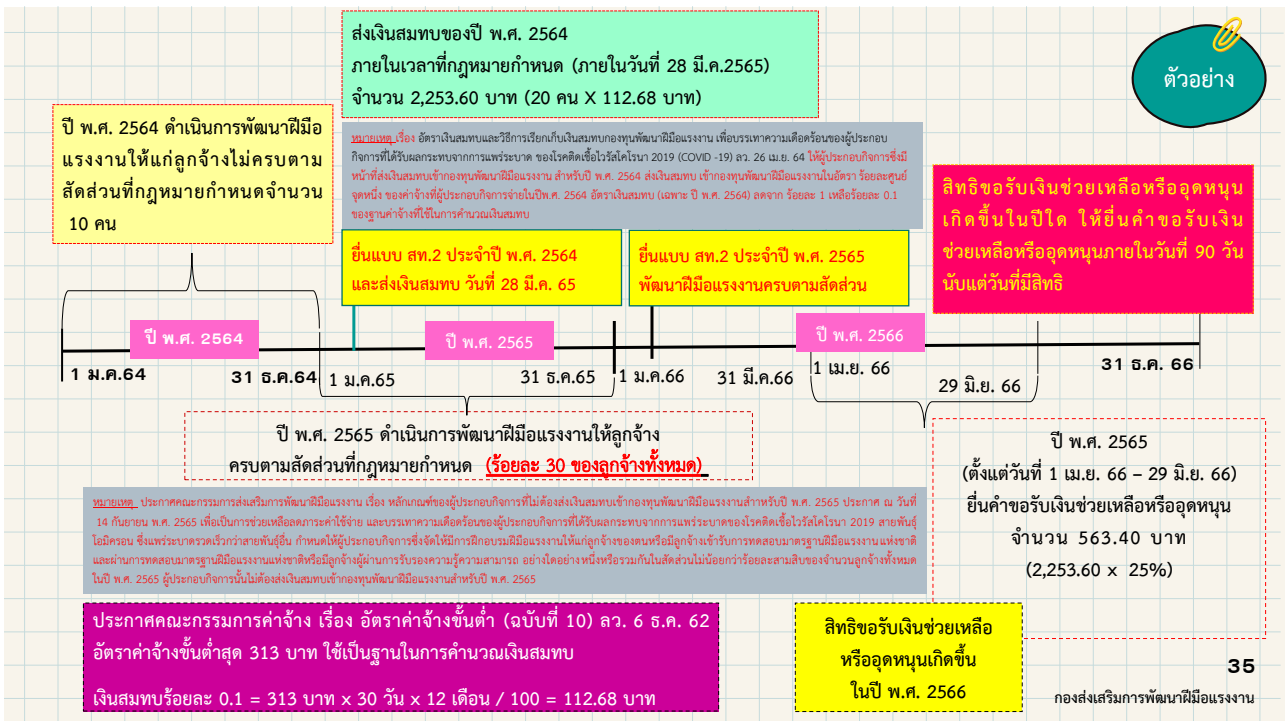 ส่งเงินสมทบของปี พ.ศ. 2564
ภายในเวลาที่กฎหมายกำหนด (ภายในวันที่ 28 มี.ค.2565)
จำนวน 2,253.60 บาท (20 คน X 112.68 บาท)
ตัวอย่าง
ปี พ.ศ. 2564 ดำเนินการพัฒนาฝีมือ
แรงงานให้แก่ลูกจ้างไม่ครบตาม
สัดส่วนที่กฎหมายกำหนดจำนวน
10 คน
หมายเหตุ เรื่อง อัตราเงินสมทบและวิธีการเรียกเก็บเงินสมทบกองทุนพัฒนาฝีมือแรงงาน เพื่อบรรเทาความเดือดร้อนของผู้ประกอบ
กิจการที่ได้รับผลกระทบจากการแพร่ระบาด ของโรคติดเชื้อไวรัสโคโรนา 2019 (COVID -19) ลว. 26 เม.ย. 64 ให้ผู้ประกอบกิจการซึ่งมี
หน้าที่ส่งเงินสมทบเข้ากองทุนพัฒนาฝีมือแรงงาน สำหรับปี พ.ศ. 2564 ส่งเงินสมทบ เข้ากองทุนพัฒนาฝีมือแรงงานในอัตรา ร้อยละศูนย์
จุดหนึ่ง ของค่าจ้างที่ผู้ประกอบกิจการจ่ายในปีพ.ศ. 2564 อัตราเงินสมทบ (เฉพาะ ปี พ.ศ. 2564) ลดจาก ร้อยละ 1 เหลือร้อยละ 0.1
ของฐานค่าจ้างที่ใช้ในการคำนวณเงินสมทบ
สิทธิขอรับเงินช่วยเหลือหรืออุดหนุน
เกิดขึ้นในปีใด ให้ยื่นคำขอรับเงิน
ช่วยเหลือหรืออุดหนุนภายในวันที่ 90 วัน
นับแต่วันที่มีสิทธิ
ยื่นแบบ สท.2 ประจำปี พ.ศ. 2564
และส่งเงินสมทบ วันที่ 28 มี.ค. 65
ยื่นแบบ สท.2 ประจำปี พ.ศ. 2565
พัฒนาฝีมือแรงงานครบตามสัดส่วน
ปี พ.ศ. 2564
ปี พ.ศ. 2565
ปี พ.ศ. 2566
1 ม.ค.64
31 ธ.ค.64
1 ม.ค.65
31 ธ.ค.65
1 ม.ค.66
31 มี.ค.66
1 เม.ย. 66
29 มิ.ย. 66
31 ธ.ค. 66
ปี พ.ศ. 2565 ดำเนินการพัฒนาฝีมือแรงงานให้ลูกจ้าง
ครบตามสัดส่วนที่กฎหมายกำหนด (ร้อยละ 30 ของลูกจ้างทั้งหมด)
ปี พ.ศ. 2565
(ตั้งแต่วันที่ 1 เม.ย. 66 – 29 มิ.ย. 66)
ยื่นคำขอรับเงินช่วยเหลือหรืออุดหนุน
จำนวน 563.40 บาท
(2,253.60 x 25%)
หมายเหตุ ประกาศคณะกรรมการส่งเสริมการพัฒนาฝีมือแรงงาน เรื่อง หลักเกณฑ์ของผู้ประกอบกิจการที่ไม่ต้องส่งเงินสมทบเข้ากองทุนพัฒนาฝีมือแรงงานสำาหรับปี พ.ศ. 2565 ประกาศ ณ วันที่
14 กันยายน พ.ศ. 2565 เพื่อเป็นการช่วยเหลือลดภาระค่าใช้จ่าย และบรรเทาความเดือดร้อนของผู้ประกอบกิจการที่ได้รับผลกระทบจากการแพร่ระบาดของโรคติดเชื้อไวรัสโคโรนา 2019 สายพันธุ์
โอมิครอน ซึ่งแพร่ระบาดรวดเร็วกว่าสายพันธุ์อื่น กำหนดให้ผู้ประกอบกิจการซึ่งจัดให้มีการฝึกอบรมฝีมือแรงงานให้แก่ลูกจ้างของตนหรือมีลูกจ้างเข้ารับการทดสอบมาตรฐานฝีมือแรงงานแห่งชาติ
และผ่านการทดสอบมาตรฐานฝีมือแรงงานแห่งชาติหรือมีลูกจ้างผู้ผ่านการรับรองความรู้ความสามารถ อย่างใดอย่างหนึ่งหรือรวมกันในสัดส่วนไม่น้อยกว่าร้อยละสามสิบของจำนวนลูกจ้างทั้งหมด
ในปี พ.ศ. 2565 ผู้ประกอบกิจการนั้นไม่ต้องส่งเงินสมทบเข้ากองทุนพัฒนาฝีมือแรงงานสำหรับปี พ.ศ. 2565
ประกาศคณะกรรมการค่าจ้าง เรื่อง อัตราค่าจ้างขั้นต่ำ (ฉบับที่ 10) ลว. 6 ธ.ค. 62
อัตราค่าจ้างขั้นต่ำสุด 313 บาท ใช้เป็นฐานในการคำนวณเงินสมทบ
เงินสมทบร้อยละ 0.1 = 313 บาท x 30 วัน x 12 เดือน / 100 = 112.68 บาท
สิทธิขอรับเงินช่วยเหลือ
หรืออุดหนุนเกิดขึ้น
ในปี พ.ศ. 2566
35
กองส่งเสริมการพัฒนาฝีมือแรงงาน